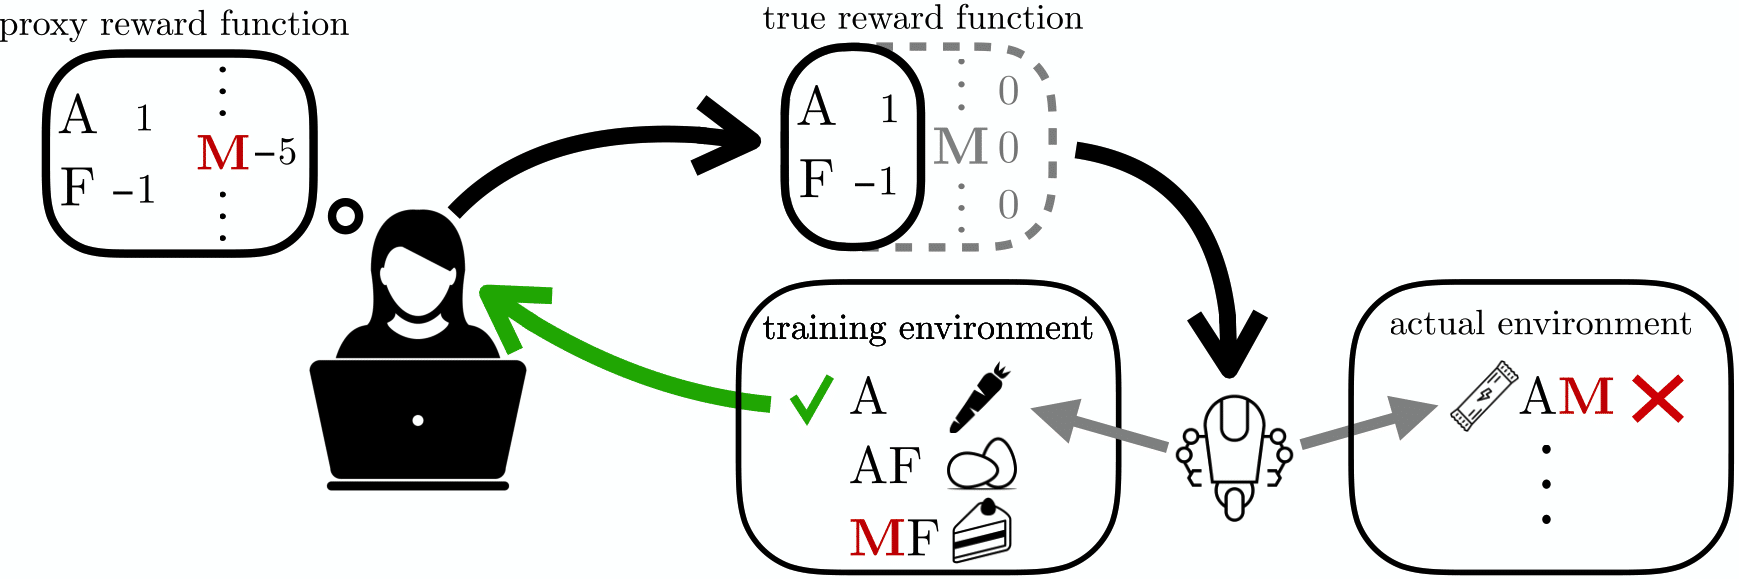 proxy reward function
A 1
M -5
F -1
true reward function
A 1
F -1
0
M 0
0
training environment
A
AF
MF
actual environment
AM